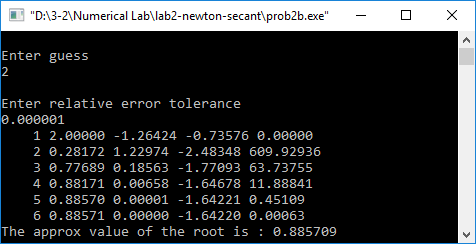 "D:\3-2\Numerical Lab\lab2-newton-secant\prob2b.exe"
Enter guess
2
Enter relative error tolerance
0.000001
1 2.00000 -1.26424 -0.73576 0.00000
2 0.28172 1.22974 -2.48348 609.92936
3 0.77689 0.18563 -1.77093 63.73755
4 0.88171 0.00658 -1.64678 11.88841
5 0.88570 0.00001 -1.64221 0.45109
6 0.88571 0.00000 -1.64220 0.00063
The approx value of the root is : 0.885709